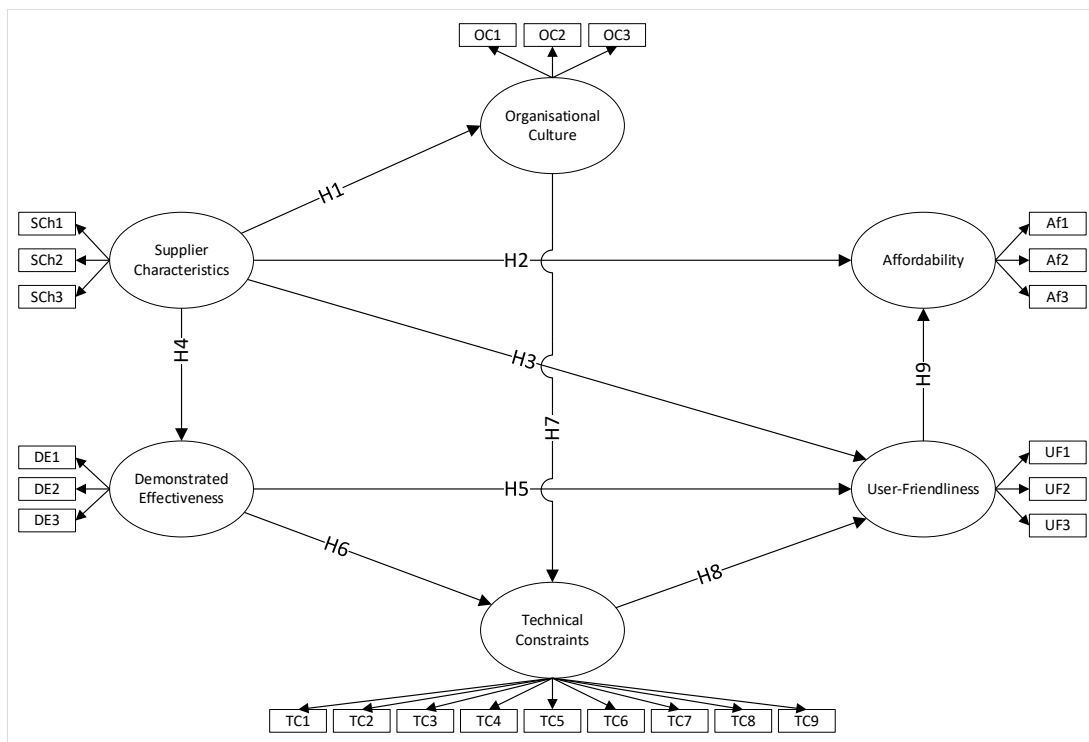 OC1
OC2
OC3
Organisational
Culture
H1
SCh1
SCh2
SCh3
Supplier
Characteristics
H2
Affordability
Af1
Af2
Af3
H3
H4
H9
H7
DE1
DE2
DE3
Demonstrated
Effectiveness
H5
User-Friendliness
UF1
UF2
UF3
H6
H8
Technical
Constraints
TC1
TC2
TC3
TC4
TC5
TC6
TC7
TC8
TC9